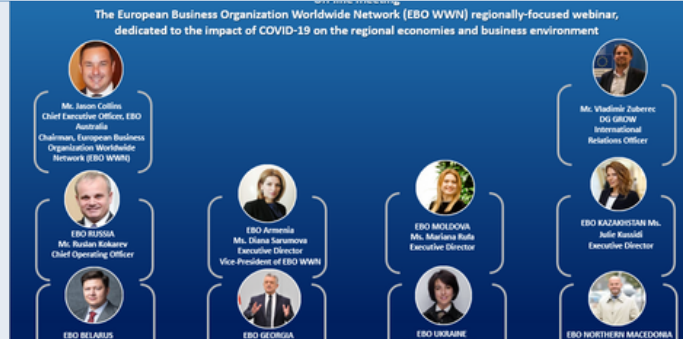 On-line meeting
The European Business Organization Worldwide Network (EBO WWN) regionally-focused webinar,
dedicated to the impact of COVID-19 on the regional economies and business environment
Mr. Jason Collins
Chief Executive Officer, EBO
Australia
Chairman, European Business
Organization Worldwide
Network (EBO WWN)
Mr. Vladimir Zuberec
DG GROW
International
Relations Officer
EBO RUSSIA
Mr. Ruslan Kokarev
Chief Operating Officer
EBO Armenia
Ms. Diana Sarumova
Executive Director
Vice-President of EBO WWN
EBO MOLDOVA
Ms. Mariana Rufa
Executive Director
EBO KAZAKHSTAN Ms.
Julie Kussidi
Executive Director
EBO BELARUS
EBO GEORGIA
EBO UKRAINE
EBO NORTHERN MACEDONIA